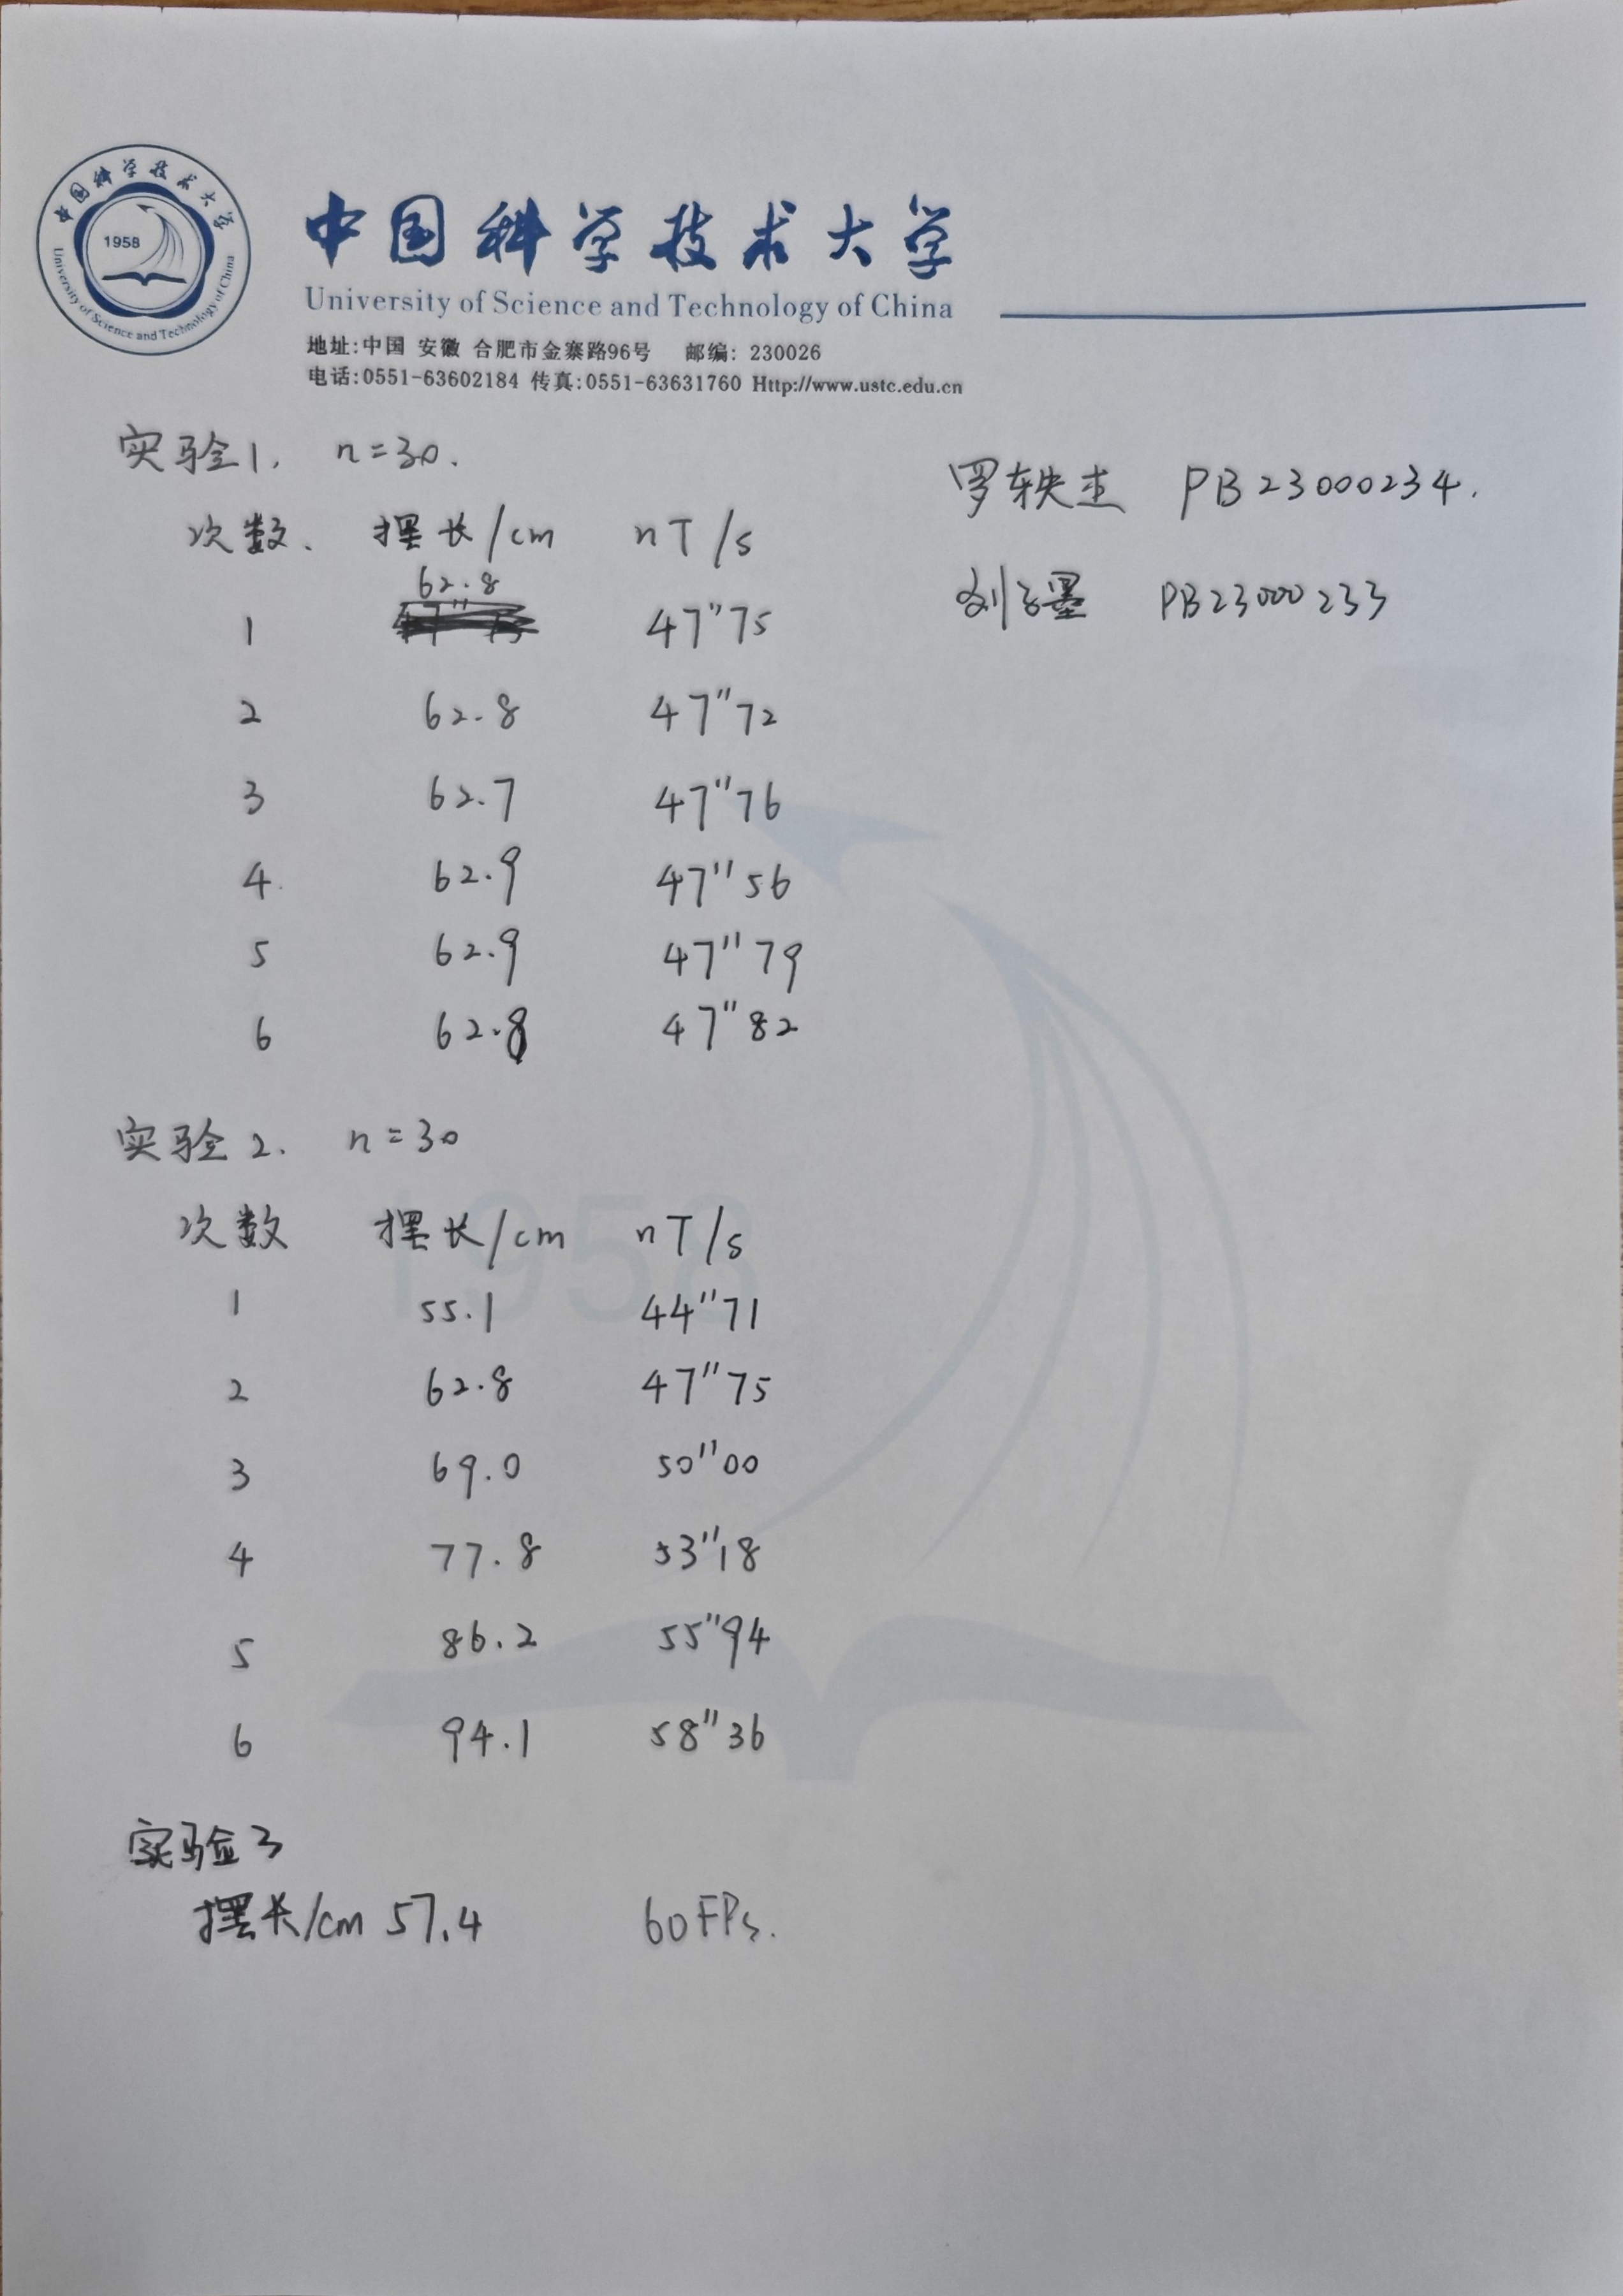 中国科学技术大学
1958
University of Science and Technology of China
中国科学技术大学
University of Science and Technology of China
地址:中国 安徽 合肥市金寨路96号 邮编: 230026
电话:0551-63602184 传真:0551-63631760 Http://www.ustc.edu.cn
实验1. n=30.
罗轶杰 PB23000234.
次数. 摆长/cm nT/s
刘子墨 PB23000233
1 62.8 47"75
2 62.8 47"72
3 62.7 47"76
4. 62.9 47"56
5 62.9 47"79
6 62.8 47"82
实验2. n=30
1958
次数 摆长/cm nT/s
1 55.1 44"71
2 62.8 47"75
3 69.0 50"00
4 77.8 53"18
5 86.2 55"94
6 94.1 58"36
实验3
摆长/cm 57.4 60FPs.